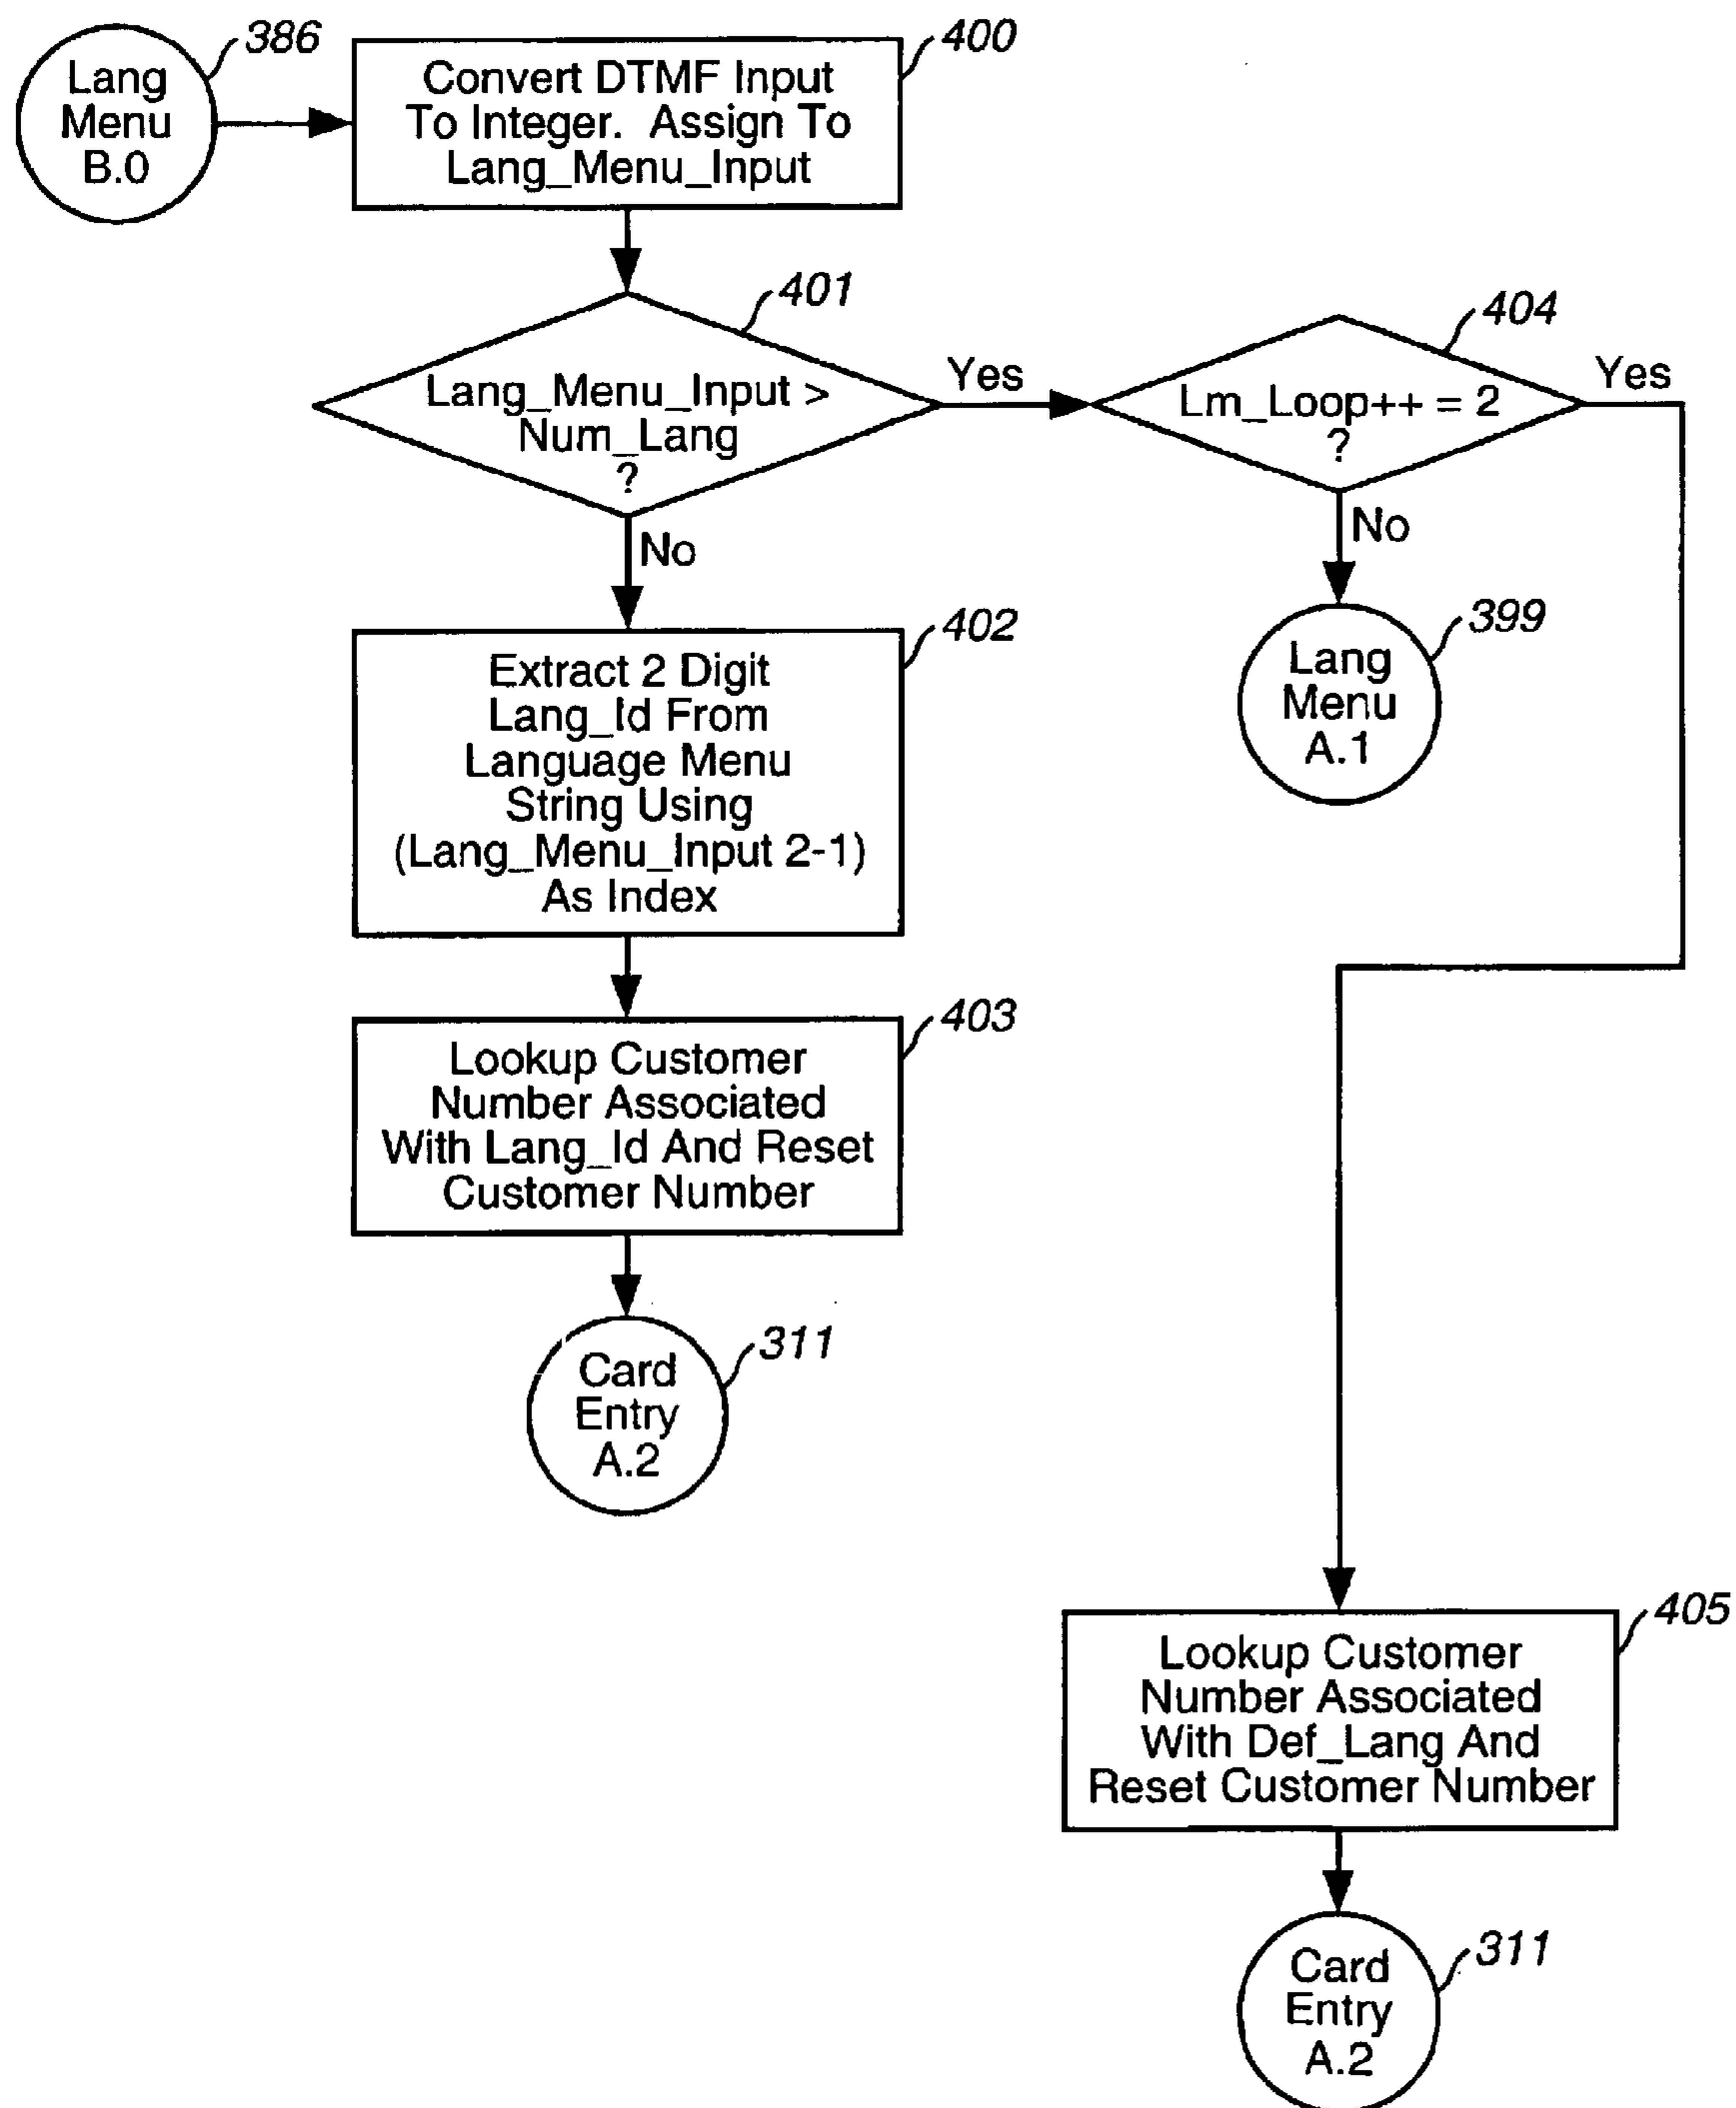 386
Lang
Menu
B.0
400
Convert DTMF Input
To Integer. Assign To
Lang_Menu_Input
401
Lang_Menu_Input >
Num_Lang
?
Yes
No
404
Lm_Loop++ = 2
?
Yes
No
399
Lang
Menu
A.1
402
Extract 2 Digit
Lang_Id From
Language Menu
String Using
(Lang_Menu_Input 2-1)
As Index
403
Lookup Customer
Number Associated
With Lang_Id And Reset
Customer Number
311
Card
Entry
A.2
405
Lookup Customer
Number Associated
With Def_Lang And
Reset Customer Number
311
Card
Entry
A.2